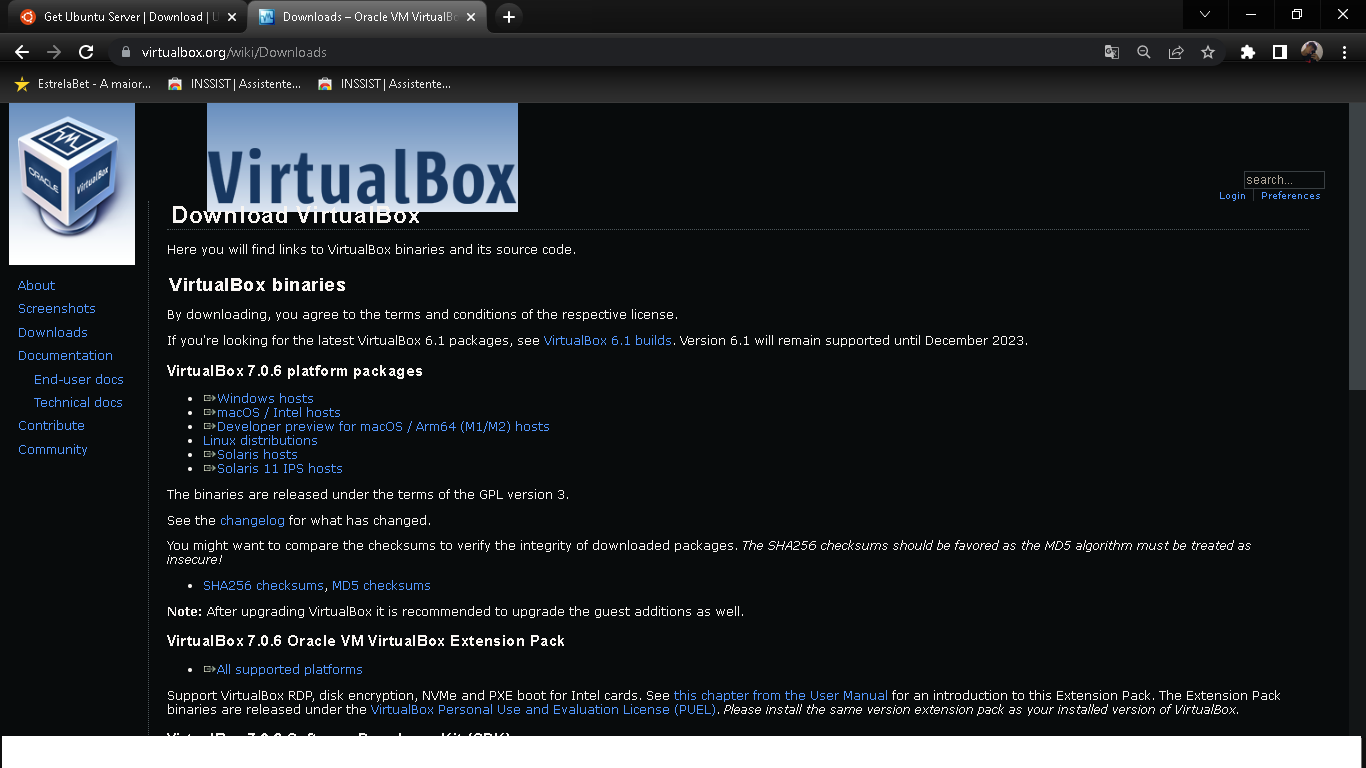 Get Ubuntu Server | Download | U
Downloads – Oracle VM VirtualBo
virtualbox.org/wiki/Downloads
EstrelaBet - A maior...
INSSIST | Assistente...
INSSIST | Assistente...
ORACLE
VirtualBox
VirtualBox
search...
Login
Preferences
Download VirtualBox
Here you will find links to VirtualBox binaries and its source code.
VirtualBox binaries
About
Screenshots
Downloads
Documentation
End-user docs
Technical docs
Contribute
Community
By downloading, you agree to the terms and conditions of the respective license.
If you're looking for the latest VirtualBox 6.1 packages, see VirtualBox 6.1 builds. Version 6.1 will remain supported until December 2023.
VirtualBox 7.0.6 platform packages
Windows hosts
macOS / Intel hosts
Developer preview for macOS / Arm64 (M1/M2) hosts
Linux distributions
Solaris hosts
Solaris 11 IPS hosts
The binaries are released under the terms of the GPL version 3.
See the changelog for what has changed.
You might want to compare the checksums to verify the integrity of downloaded packages. The SHA256 checksums should be favored as the MD5 algorithm must be treated as
insecure!
SHA256 checksums, MD5 checksums
Note: After upgrading VirtualBox it is recommended to upgrade the guest additions as well.
VirtualBox 7.0.6 Oracle VM VirtualBox Extension Pack
All supported platforms
Support VirtualBox RDP, disk encryption, NVMe and PXE boot for Intel cards. See this chapter from the User Manual for an introduction to this Extension Pack. The Extension Pack
binaries are released under the VirtualBox Personal Use and Evaluation License (PUEL). Please install the same version extension pack as your installed version of VirtualBox.
VirtualBox 7.0.6 Software Developer Kit (SDK)